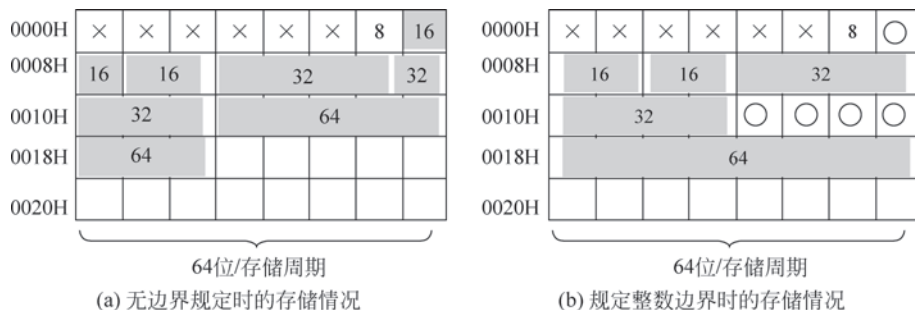 0000H × × × × × × 8 16
0008H 16 16 32 32
0010H 32 64
0018H 64
0020H
64位/存储周期
(a) 无边界规定时的存储情况
0000H × × × × × × 8 ○
0008H 16 16 32
0010H 32 ○ ○ ○ ○
0018H 64
0020H
64位/存储周期
(b) 规定整数边界时的存储情况